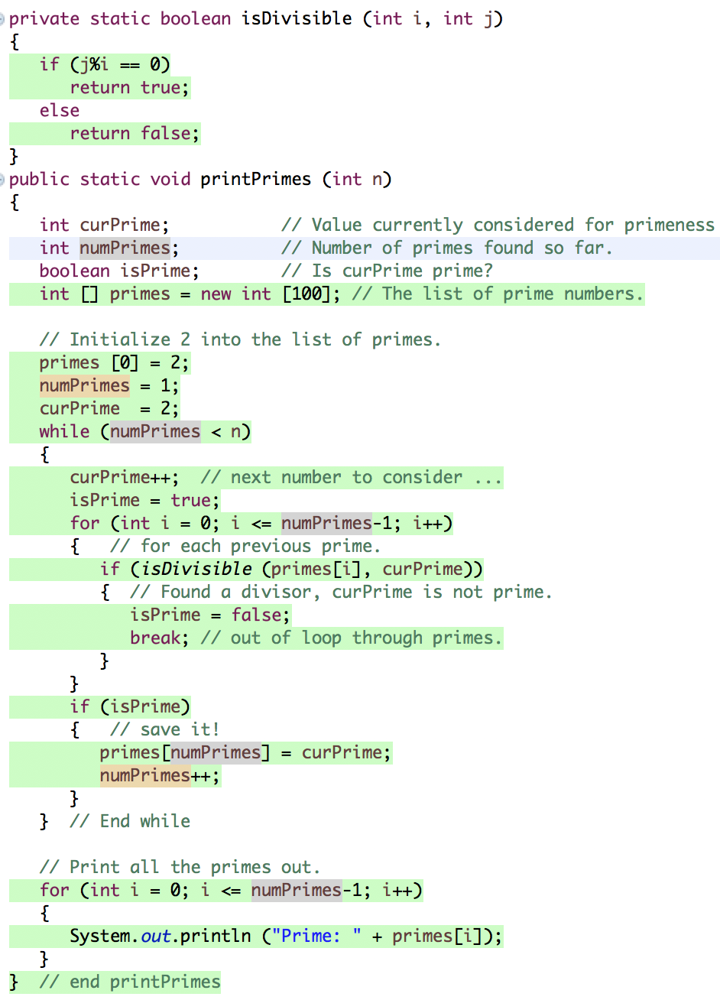 private static boolean isDivisible (int i, int j)
{
   if (j%i == 0)
      return true;
   else
      return false;
}
public static void printPrimes (int n)
{
   int curPrime;           // Value currently considered for primeness
   int numPrimes;          // Number of primes found so far.
   boolean isPrime;        // Is curPrime prime?
   int [] primes = new int [100]; // The list of prime numbers.

   // Initialize 2 into the list of primes.
   primes [0] = 2;
   numPrimes = 1;
   curPrime  = 2;
   while (numPrimes < n)
   {
      curPrime++;  // next number to consider ...
      isPrime = true;
      for (int i = 0; i <= numPrimes-1; i++)
      {   // for each previous prime.
         if (isDivisible (primes[i], curPrime))
         {  // Found a divisor, curPrime is not prime.
            isPrime = false;
            break; // out of loop through primes.
         }
      }
      if (isPrime)
      {   // save it!
         primes[numPrimes] = curPrime;
         numPrimes++;
      }
   }  // End while

   // Print all the primes out.
   for (int i = 0; i <= numPrimes-1; i++)
   {
      System.out.println ("Prime: " + primes[i]);
   }
}  // end printPrimes